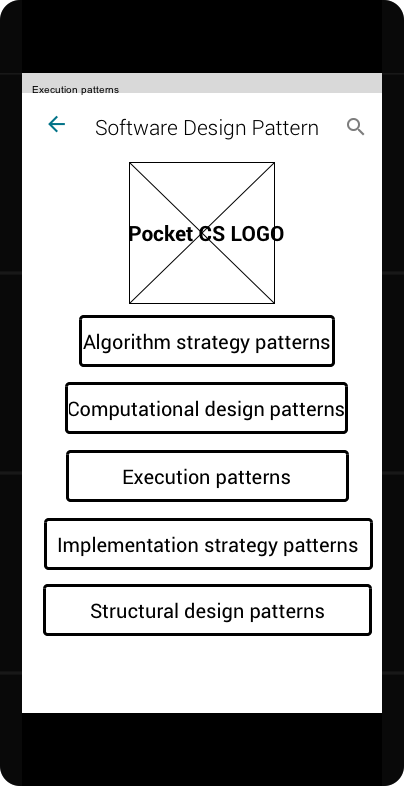 Execution patterns
Software Design Pattern
Pocket CS LOGO
Algorithm strategy patterns
Computational design patterns
Execution patterns
Implementation strategy patterns
Structural design patterns